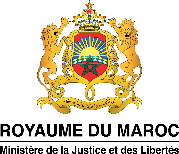 ROYAUME DU MAROC
Ministère de la Justice et des Libertés